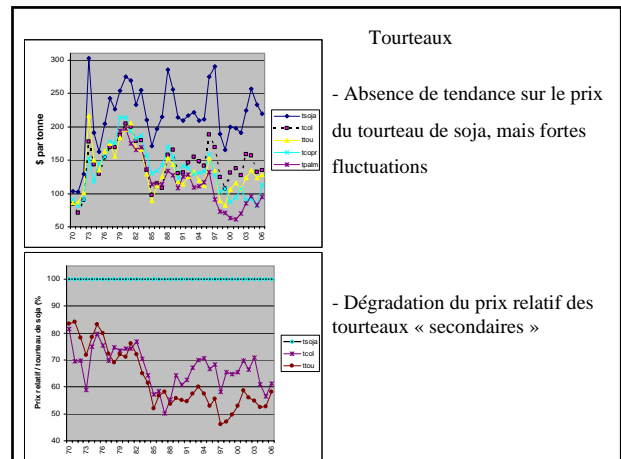 Tourteaux
300
250
200
150
100
50
$ par tonne
70
73
76
79
82
85
88
91
94
97
00
03
06
tsoja
tcol
ttou
tcopr
tpalm
- Absence de tendance sur le prix
du tourteau de soja, mais fortes
fluctuations
100
90
80
70
60
50
40
Prix relatif / tourteau de soja (%
70
73
76
79
82
85
88
91
94
97
00
03
06
tsoja
tcol
ttou
- Dégradation du prix relatif des
tourteaux « secondaires »